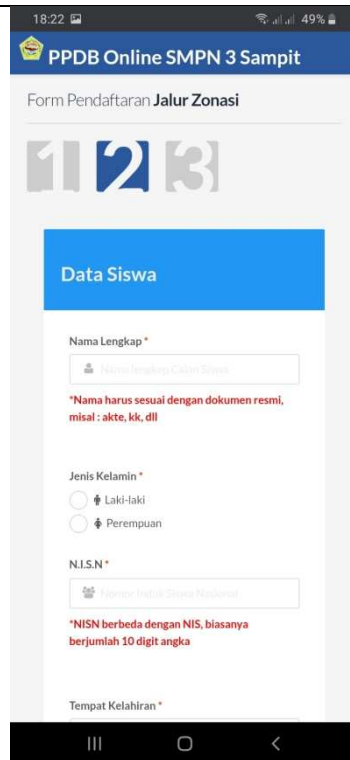 18:22 49%
PPDB Online SMPN 3 Sampit
Form Pendaftaran Jalur Zonasi
1 2 3
Data Siswa
Nama Lengkap *
Nama lengkap Calon Siswa
*Nama harus sesuai dengan dokumen resmi,
misal : akte, kk, dll
Jenis Kelamin *
Laki-laki
Perempuan
N.I.S.N *
Nomor Induk Siswa Nasional
*NISN berbeda dengan NIS, biasanya
berjumlah 10 digit angka
Tempat Kelahiran *